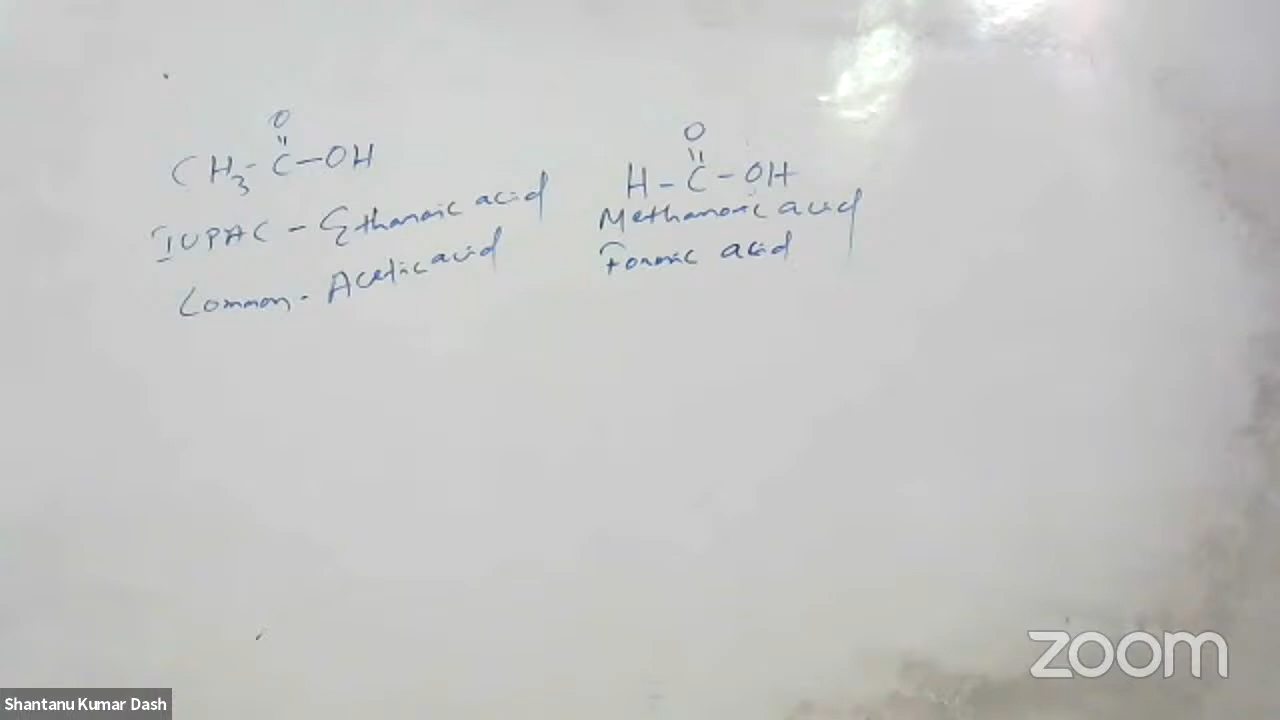 O
CH3-C-OH
IUPAC - Ethanoic acid
Common - Acetic acid
O
H-C-OH
Methanoic acid
Formic acid
zoom
Shantanu Kumar Dash